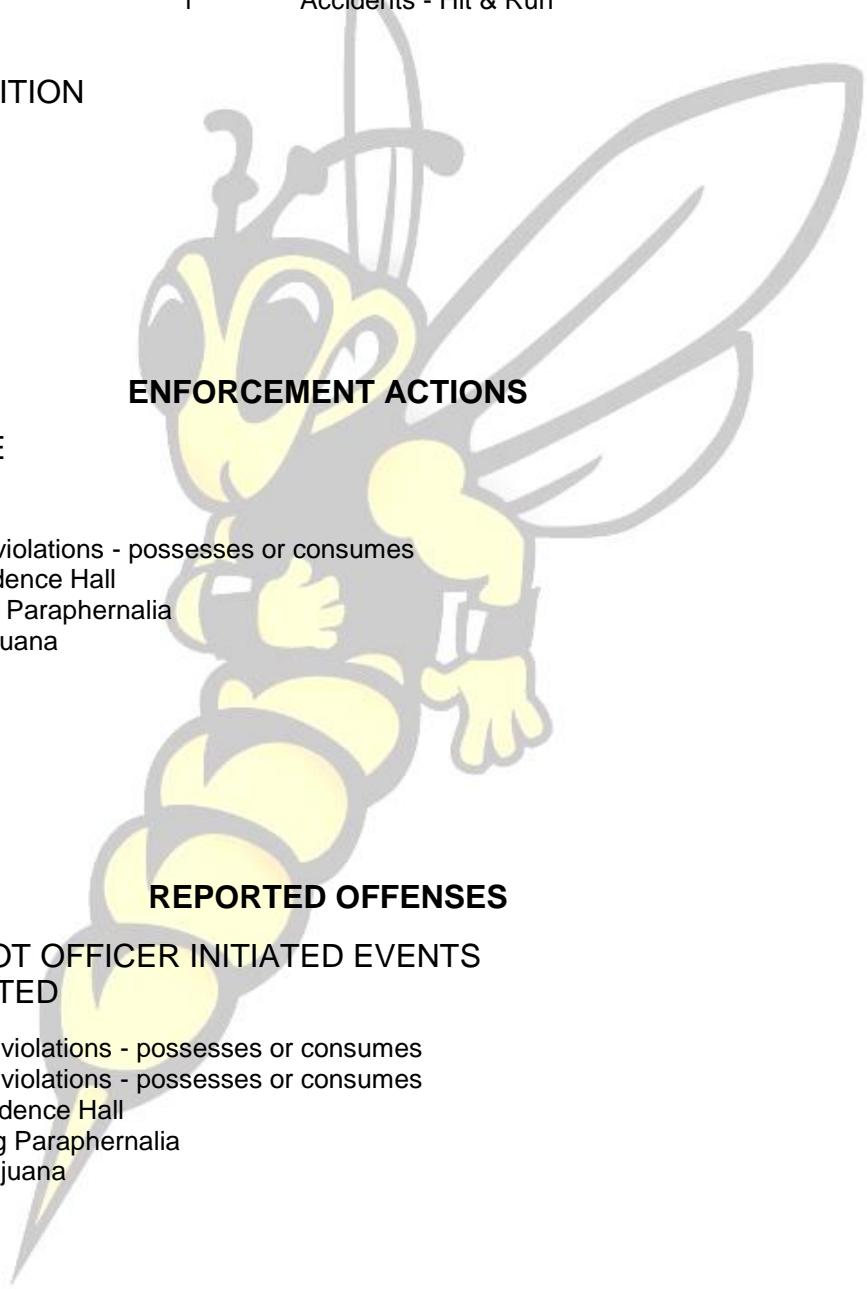 Accidents - Hit & Run
ITION
ENFORCEMENT ACTIONS
E
violations - possesses or consumes
dence Hall
Paraphernalia
uana
REPORTED OFFENSES
OT OFFICER INITIATED EVENTS
TED
violations - possesses or consumes
violations - possesses or consumes
dence Hall
g Paraphernalia
juana